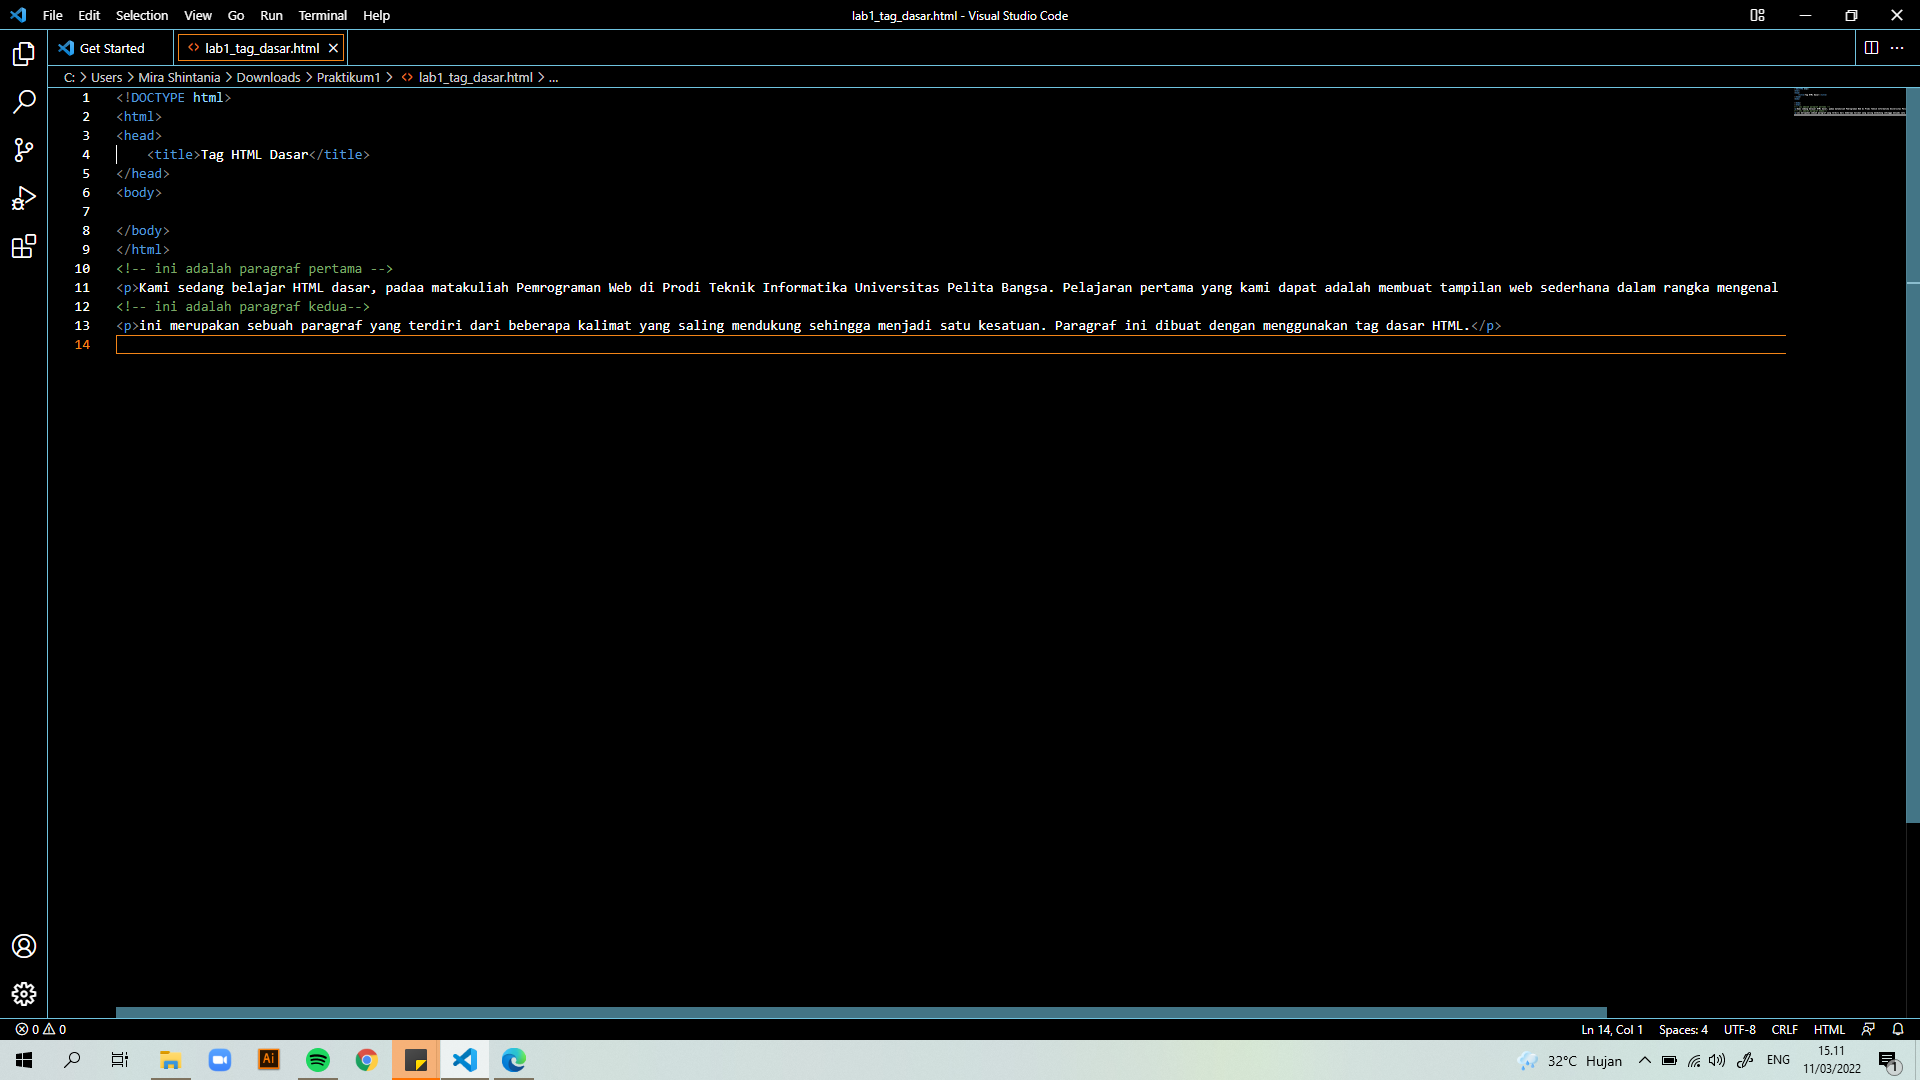 File Edit Selection View Go Run Terminal Help lab1_tag_dasar.html - Visual Studio Code
Get Started lab1_tag_dasar.html
C: > Users > Mira Shintania > Downloads > Praktikum1 > lab1_tag_dasar.html > ...
1 <!DOCTYPE html>
2 <html>
3 <head>
4 <title>Tag HTML Dasar</title>
5 </head>
6 <body>
7
8 </body>
9 </html>
10 <!-- ini adalah paragraf pertama -->
11 <p>Kami sedang belajar HTML dasar, padaa matakuliah Pemrograman Web di Prodi Teknik Informatika Universitas Pelita Bangsa. Pelajaran pertama yang kami dapat adalah membuat tampilan web sederhana dalam rangka mengenal
12 <!-- ini adalah paragraf kedua-->
13 <p>ini merupakan sebuah paragraf yang terdiri dari beberapa kalimat yang saling mendukung sehingga menjadi satu kesatuan. Paragraf ini dibuat dengan menggunakan tag dasar HTML.</p>
14
0 0 Ln 14, Col 1 Spaces: 4 UTF-8 CRLF HTML
Ai 32°C Hujan ENG 15.11
11/03/2022 1